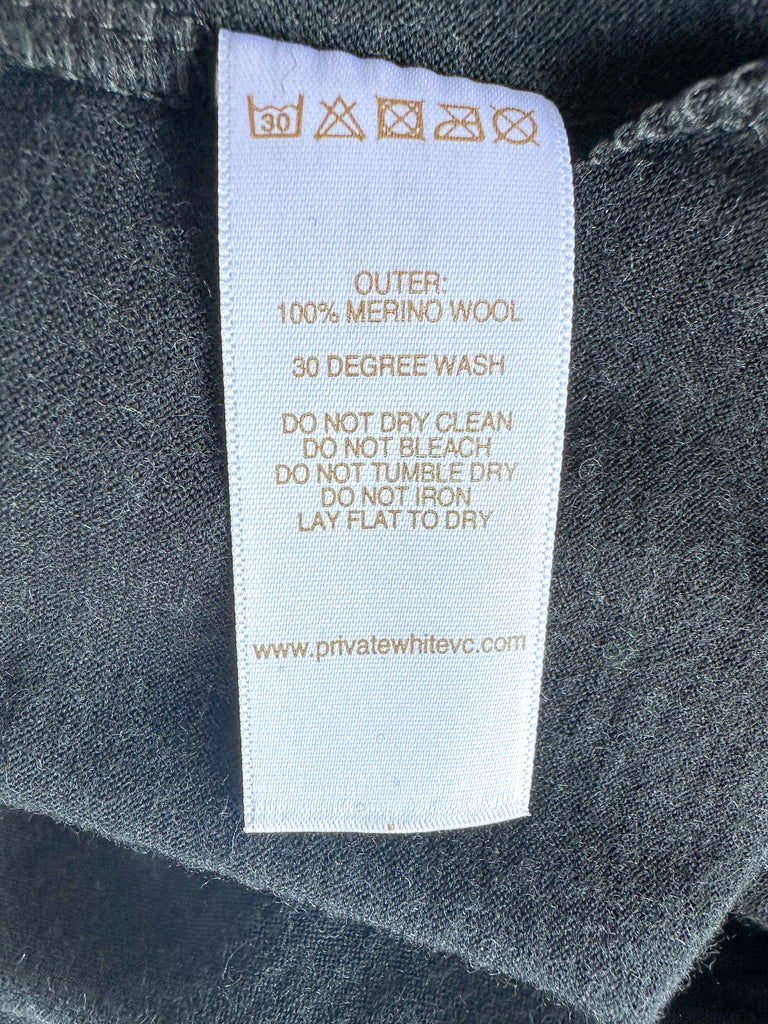 30
OUTER:
100% MERINO WOOL
30 DEGREE WASH
DO NOT DRY CLEAN
DO NOT BLEACH
DO NOT TUMBLE DRY
DO NOT IRON
LAY FLAT TO DRY
www.privatewhitevc.com